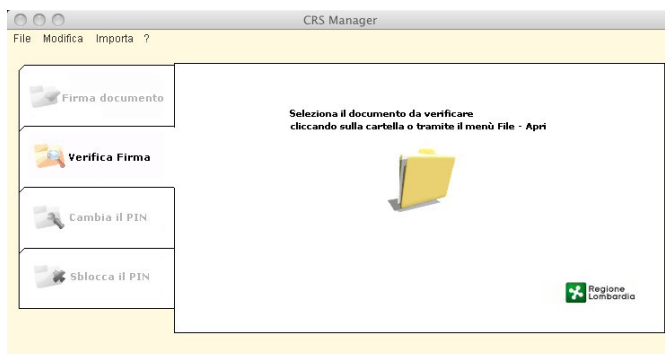 CRS Manager
File Modifica Importa ?
Firma documento
Seleziona il documento da verificare
cliccando sulla cartella o tramite il menù File - Apri
Verifica Firma
Cambia il PIN
Sblocca il PIN
Regione
Lombardia